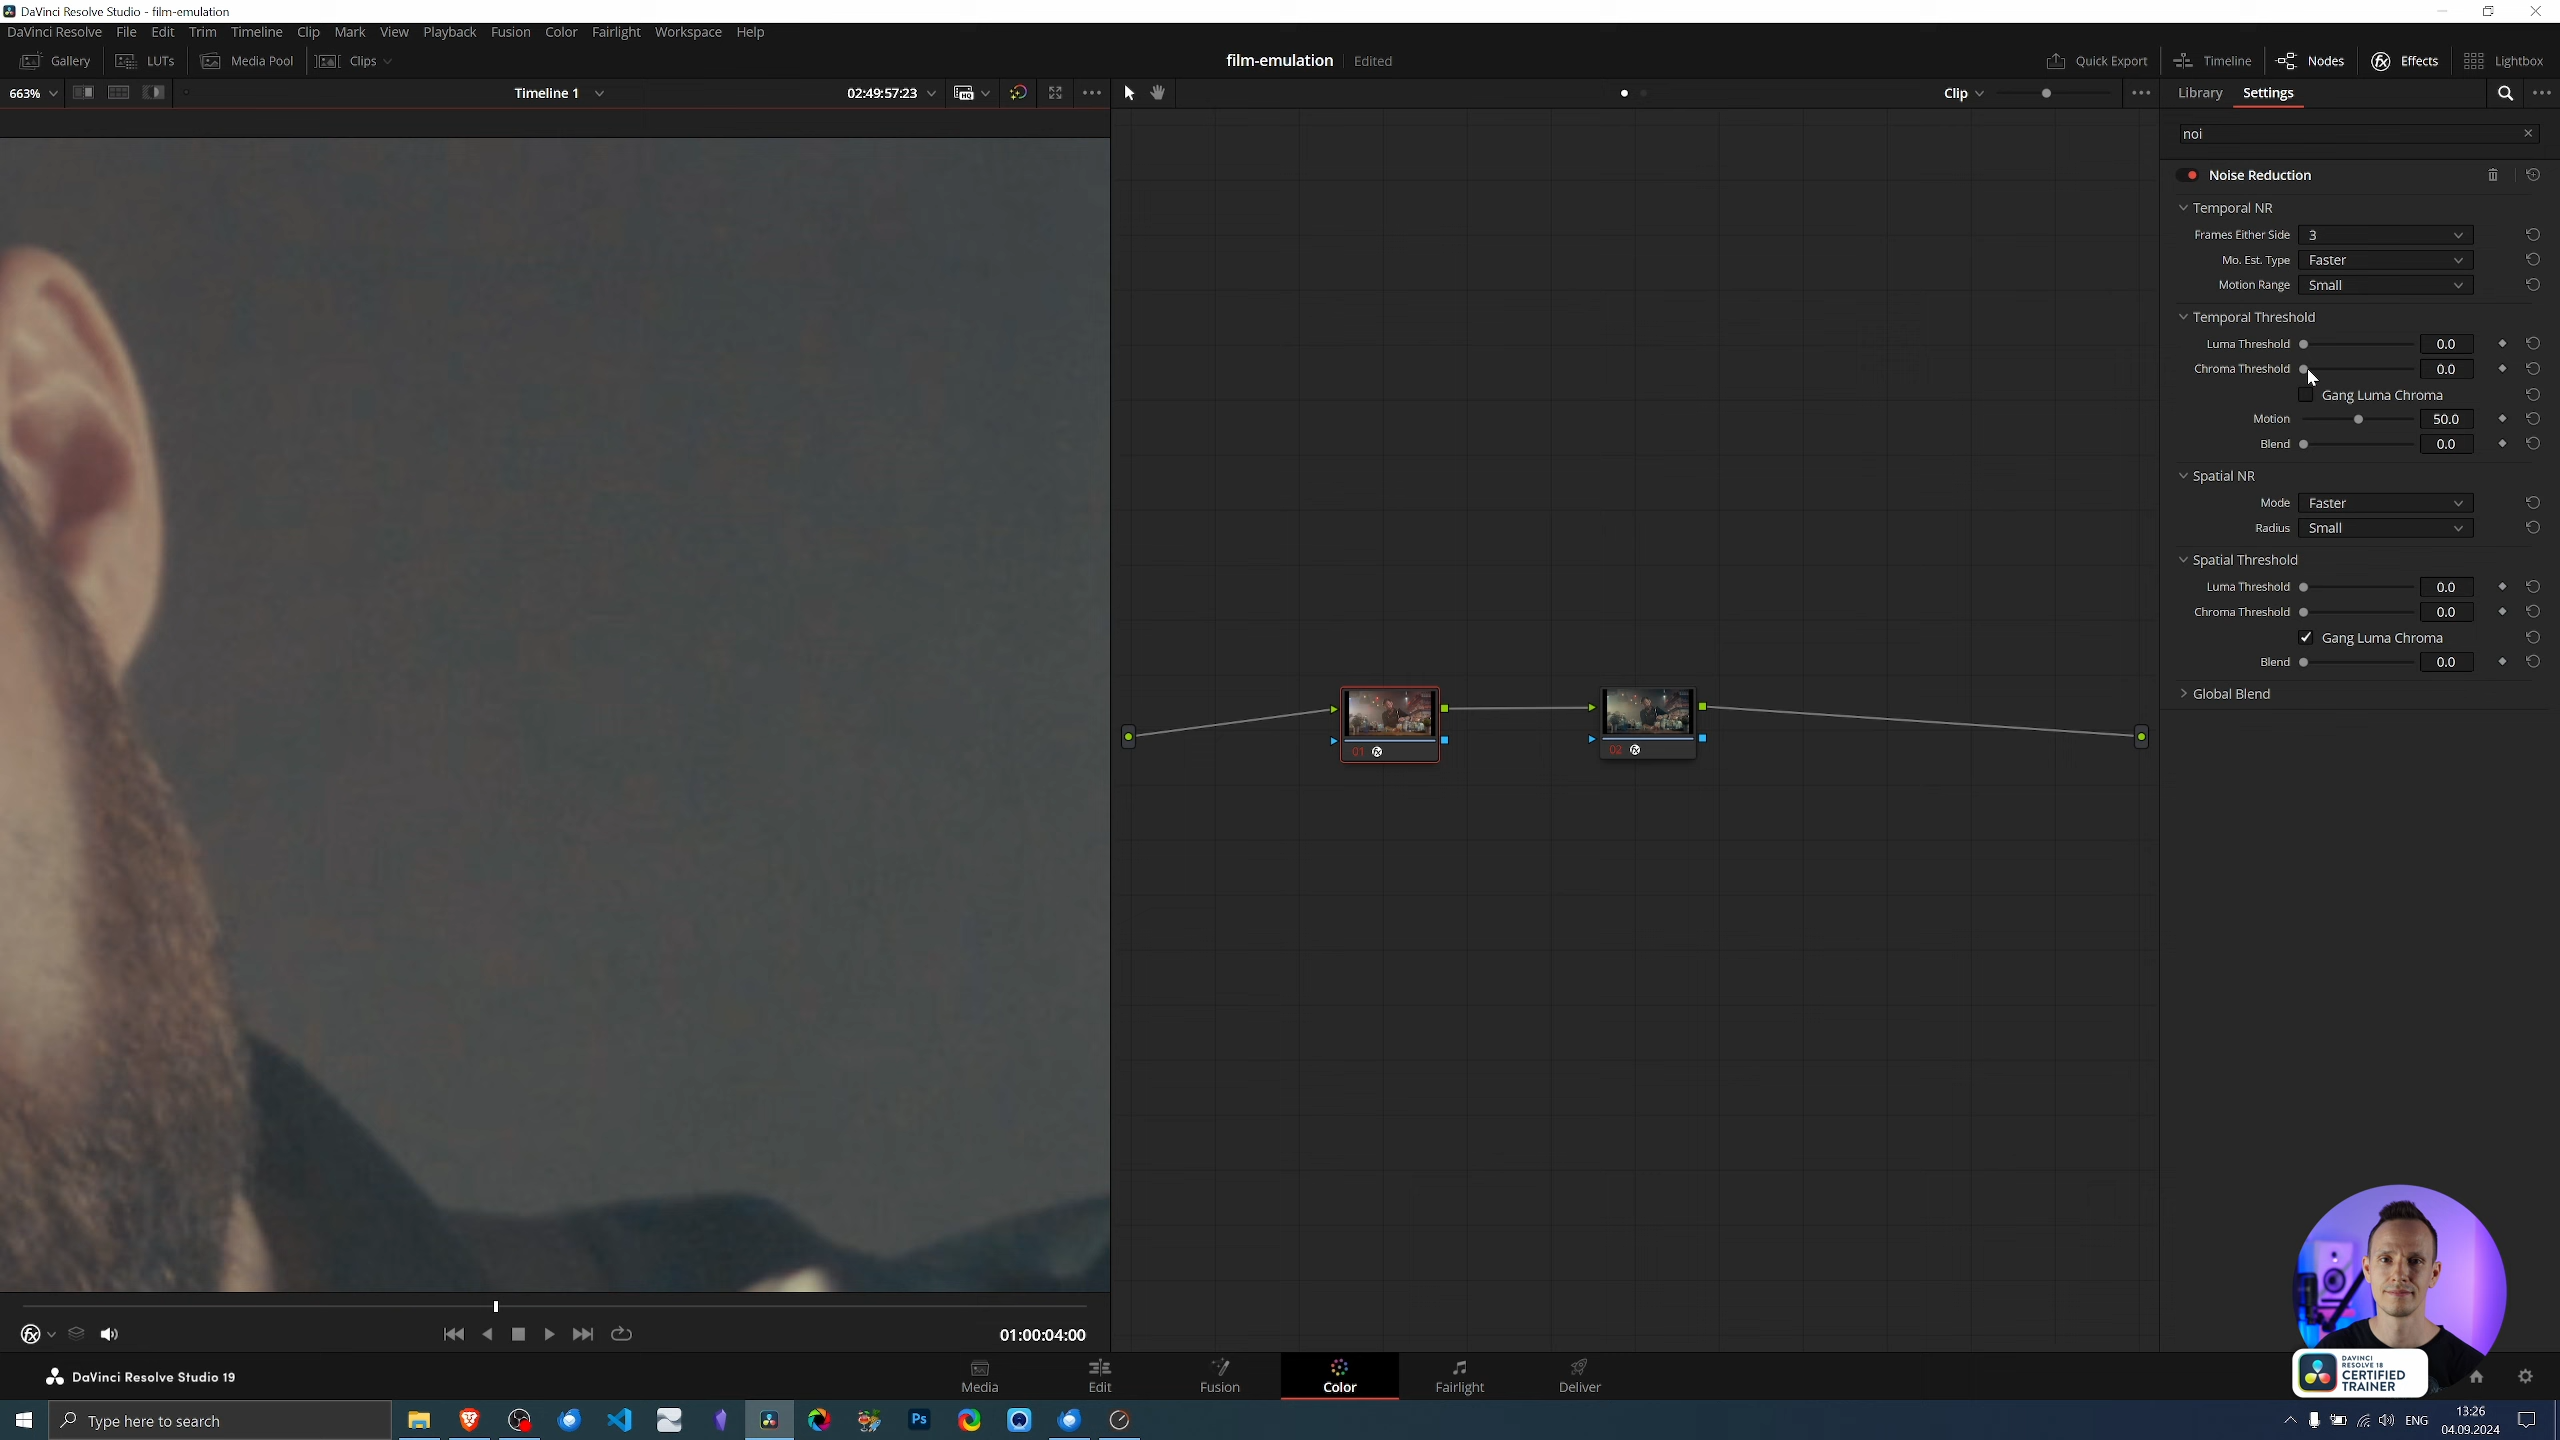 DaVinci Resolve Studio - film-emulation
DaVinci Resolve File Edit Trim Timeline Clip Mark View Playback Fusion Color Fairlight Workspace Help
Gallery LUTs Media Pool Clips film-emulation Edited Quick Export Timeline Nodes Effects Lightbox
663% Timeline 1 02:49:57:23 Clip Library Settings
noi
Noise Reduction
Temporal NR
Frames Either Side 3
Mo. Est. Type Faster
Motion Range Small
Temporal Threshold
Luma Threshold 0.0
Chroma Threshold 0.0
Gang Luma Chroma
Motion 50.0
Blend 0.0
Spatial NR
Mode Faster
Radius Small
Spatial Threshold
Luma Threshold 0.0
Chroma Threshold 0.0
Gang Luma Chroma
Blend 0.0
Global Blend
01 02
01:00:04:00
DAVINCI
RESOLVE 18
CERTIFIED
TRAINER
DaVinci Resolve Studio 19
Media Edit Fusion Color Fairlight Deliver
Type here to search
Ps
ENG
13:26
04.09.2024